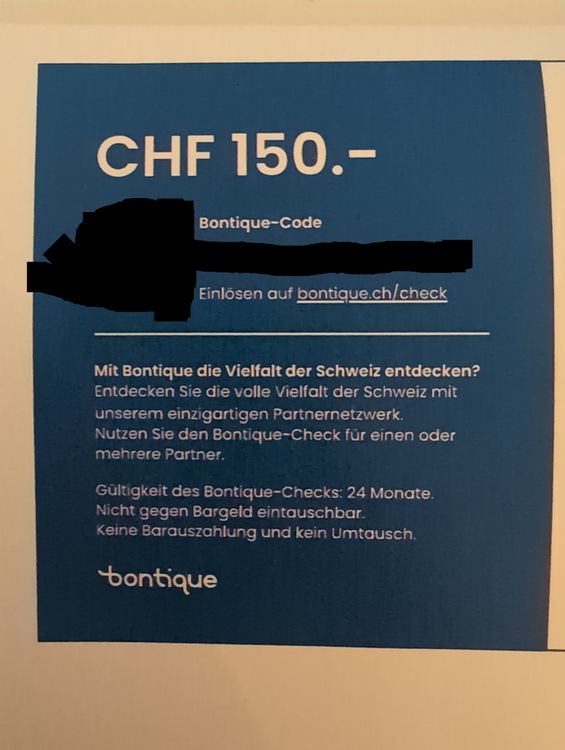 CHF 150.-
Bontique-Code
Einlösen auf bontique.ch/check
Mit Bontique die Vielfalt der Schweiz entdecken?
Entdecken Sie die volle Vielfalt der Schweiz mit
unserem einzigartigen Partnernetzwerk.
Nutzen Sie den Bontique-Check für einen oder
mehrere Partner.
Gültigkeit des Bontique-Checks: 24 Monate.
Nicht gegen Bargeld eintauschbar.
Keine Barauszahlung und kein Umtausch.
bontique